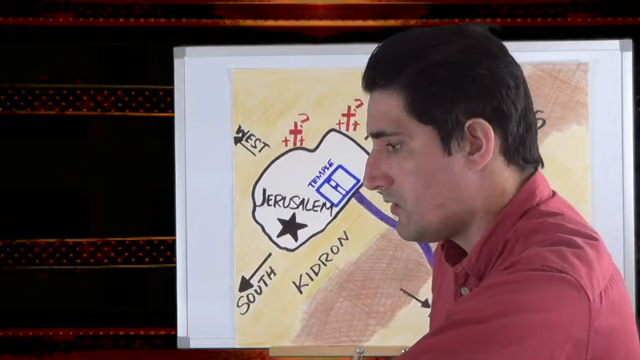 ?
?
WEST
S
TEMPLE
JERUSALEM
KIDRON
SOUTH